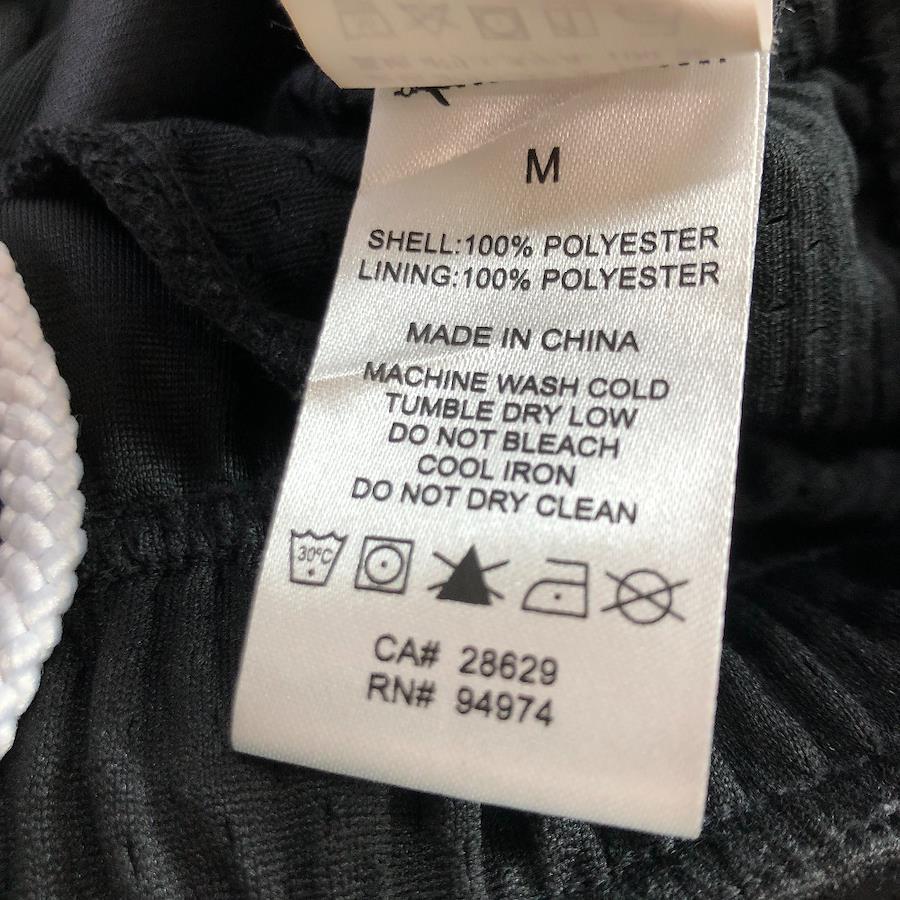 M
SHELL:100% POLYESTER
LINING:100% POLYESTER
MADE IN CHINA
MACHINE WASH COLD
TUMBLE DRY LOW
DO NOT BLEACH
COOL IRON
DO NOT DRY CLEAN
30°C
CA# 28629
RN# 94974